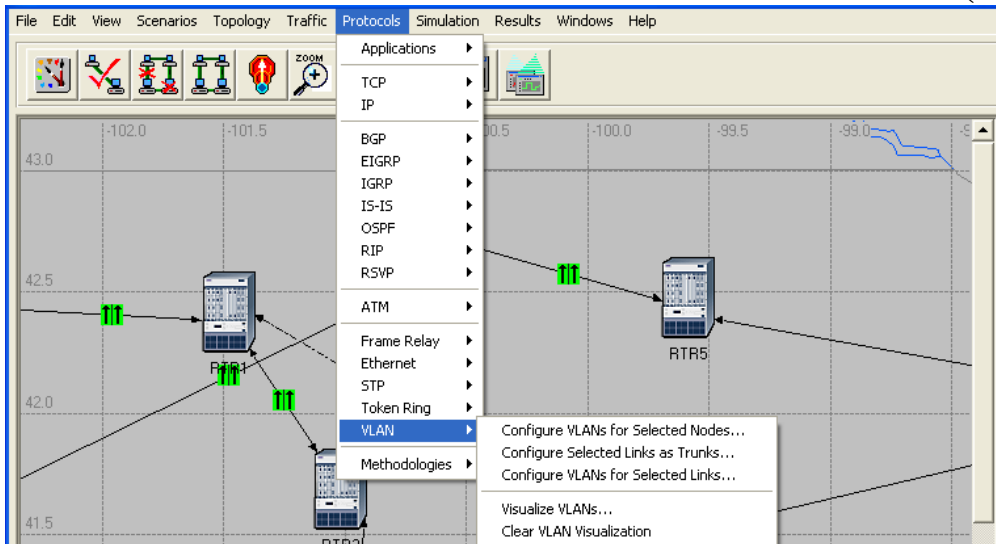 File Edit View Scenarios Topology Traffic Protocols Simulation Results Windows Help
ZOOM
Applications
TCP
IP
BGP
EIGRP
IGRP
IS-IS
OSPF
RIP
RSVP
ATM
Frame Relay
Ethernet
STP
Token Ring
VLAN
Methodologies
Configure VLANs for Selected Nodes...
Configure Selected Links as Trunks...
Configure VLANs for Selected Links...
Visualize VLANs...
Clear VLAN Visualization
-102.0 -101.5 -100.0 -99.5 -99.0
43.0
42.5
42.0
41.5
RTR1
RTR5